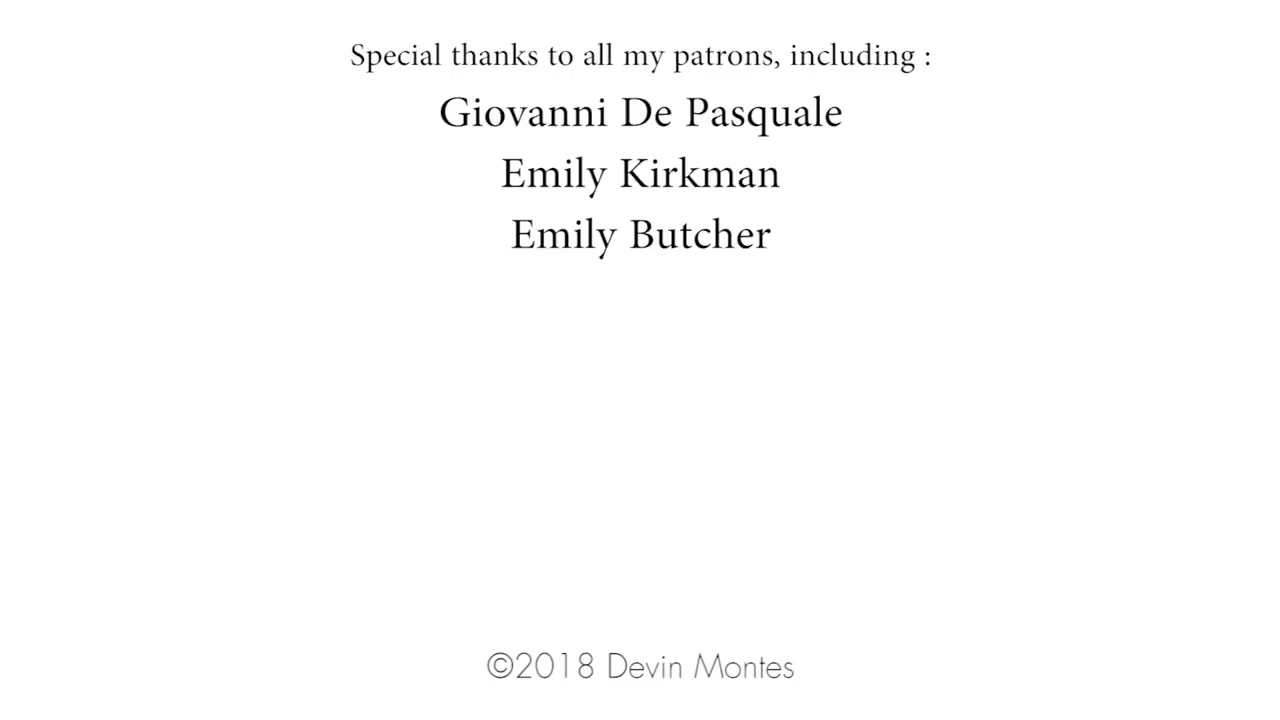 Special thanks to all my patrons, including :
Giovanni De Pasquale
Emily Kirkman
Emily Butcher
©2018 Devin Montes